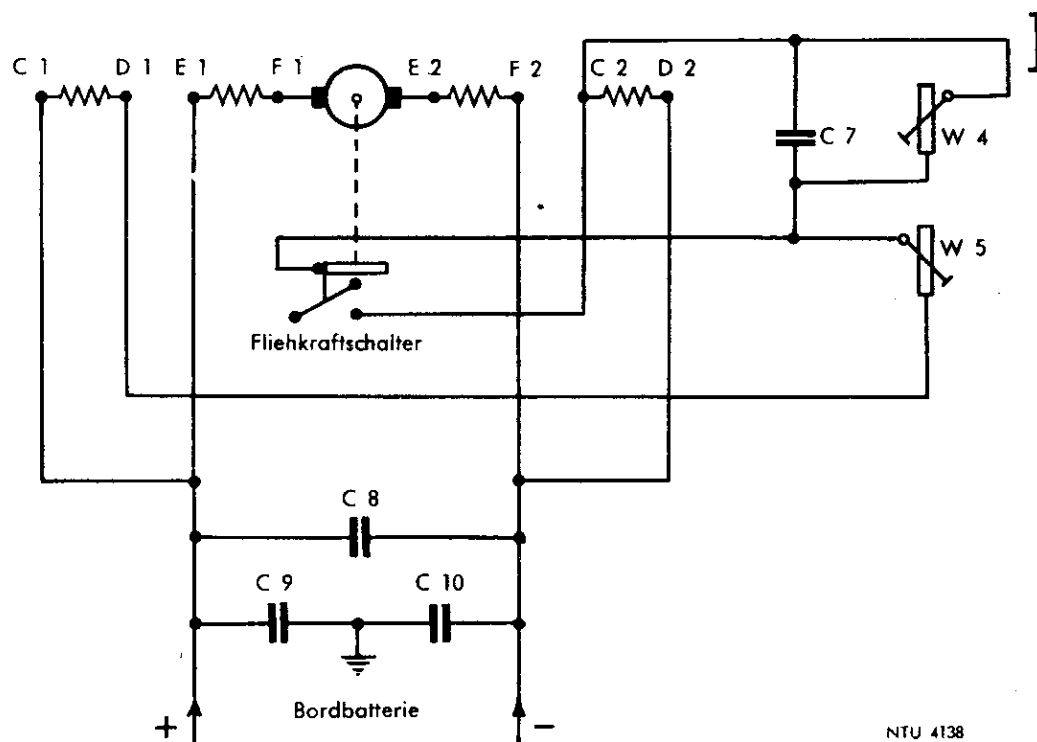 C 1 D 1 E 1 F 1 E 2 F 2 C 2 D 2
C 7
W 4
W 5
Fliehkraftschalter
C 8
C 9
C 10
+ Bordbatterie −
NTU 4138